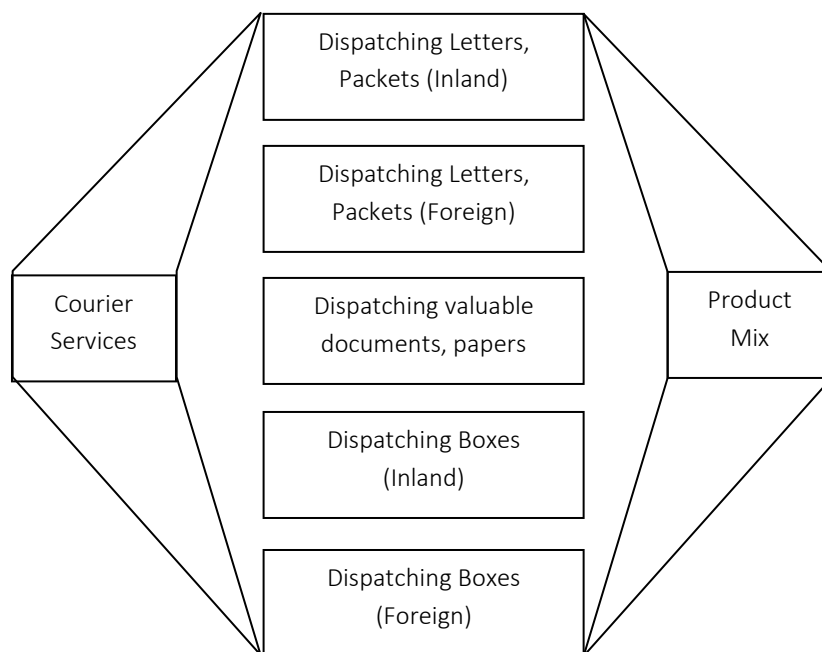 Dispatching Letters,
Packets (Inland)
Dispatching Letters,
Packets (Foreign)
Courier
Services
Dispatching valuable
documents, papers
Product
Mix
Dispatching Boxes
(Inland)
Dispatching Boxes
(Foreign)